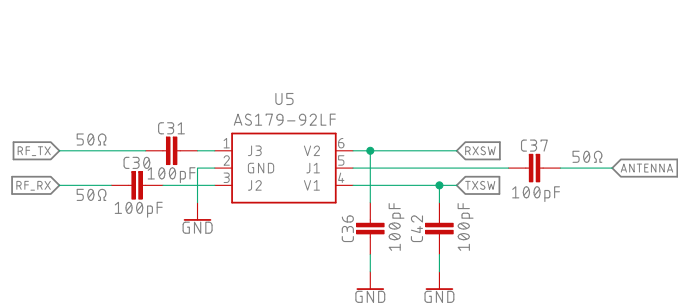 U5
AS179-92LF
RF_TX
50Ω
C31
100pF
1
J3
V2
6
RXSW
C37
100pF
50Ω
ANTENNA
2
GND
J1
5
RF_RX
50Ω
C30
100pF
3
J2
V1
4
TXSW
GND
C36
100pF
C42
100pF
GND
GND